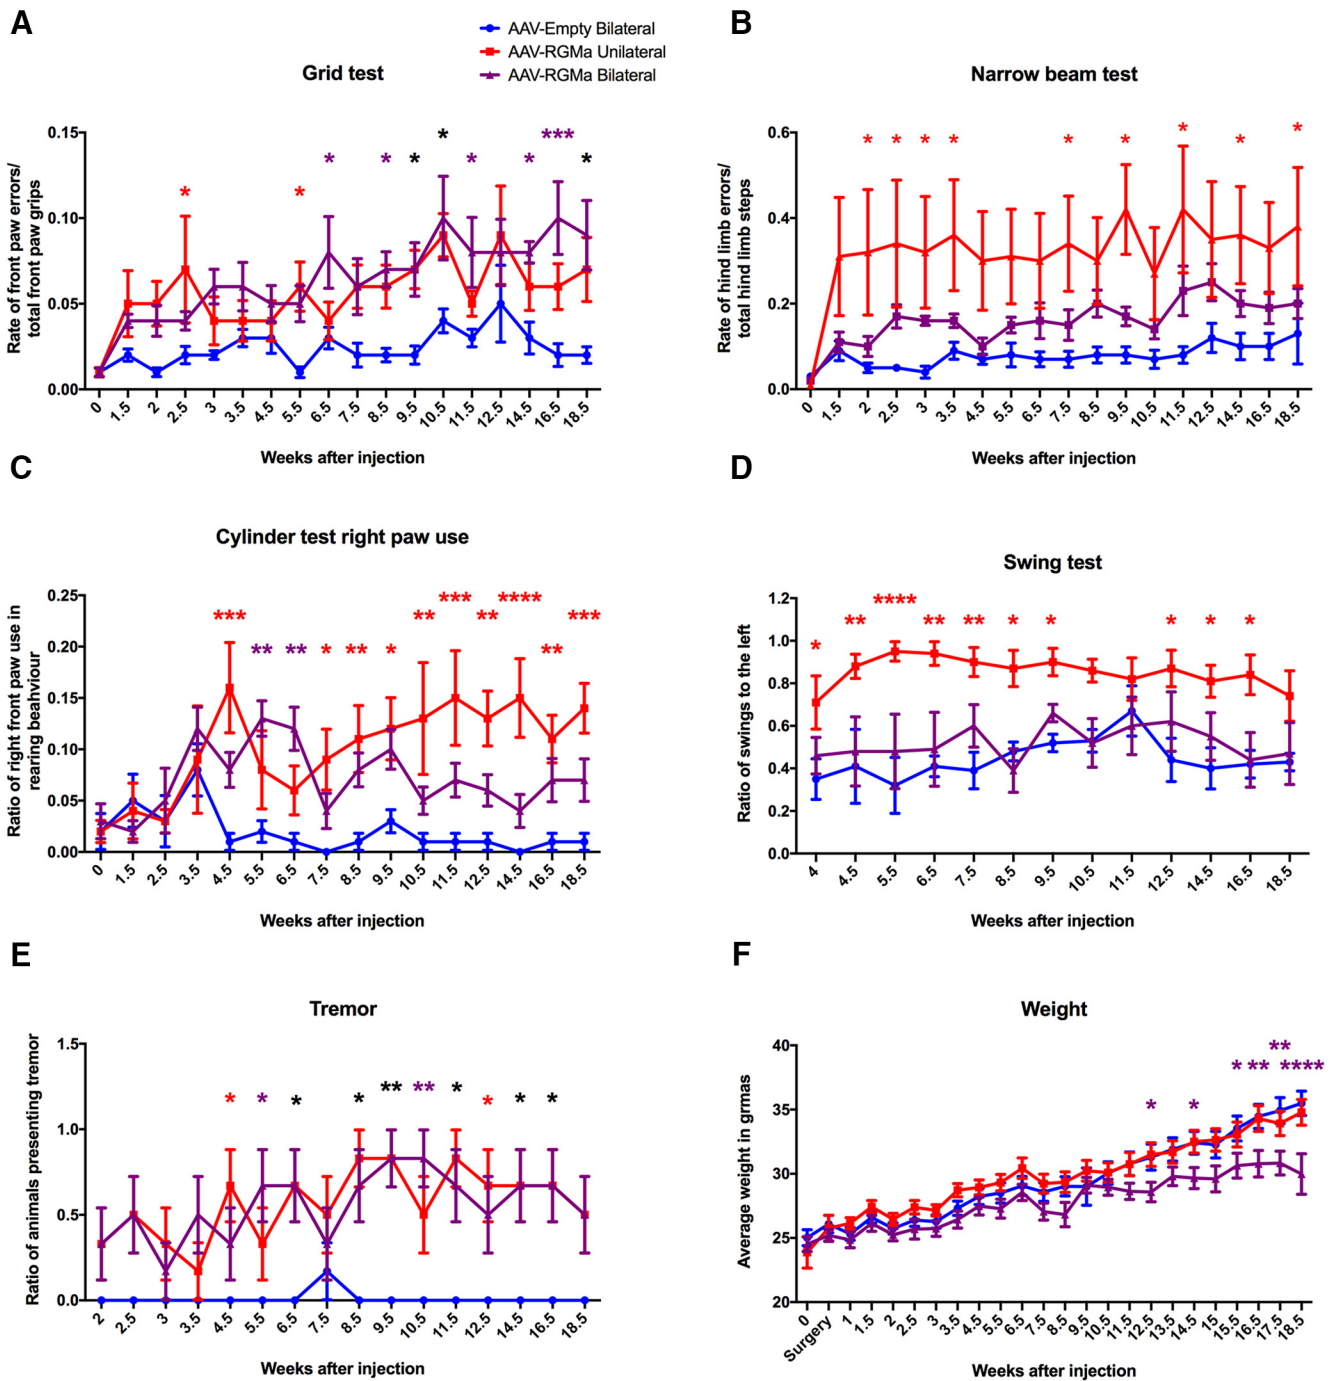 A
AAV-Empty Bilateral
AAV-RGMa Unilateral
AAV-RGMa Bilateral
Grid test
Rate of front paw errors/
total front paw grips
0.15
0.10
0.05
0.00
* * * * * * * * * *** *
0 1.5 2 2.5 3 3.5 4.5 5.5 6.5 7.5 8.5 9.5 10.5 11.5 12.5 14.5 16.5 18.5
Weeks after injection
B
Narrow beam test
Rate of hind limb errors/
total hind limb steps
0.6
0.4
0.2
0.0
* * * * * * * * *
0 1.5 2 2.5 3 3.5 4.5 5.5 6.5 7.5 8.5 9.5 10.5 11.5 12.5 14.5 16.5 18.5
Weeks after injection
C
Cylinder test right paw use
Ratio of right front paw use in
rearing beahviour
0.25
0.20
0.15
0.10
0.05
0.00
*** ** ** * ** * ** *** ** **** ** ***
0 1.5 2.5 3.5 4.5 5.5 6.5 7.5 8.5 9.5 10.5 11.5 12.5 14.5 16.5 18.5
Weeks after injection
D
Swing test
Ratio of swings to the left
1.2
1.0
0.8
0.6
0.4
0.2
0.0
* ** **** ** ** * * * * *
4 4.5 5.5 6.5 7.5 8.5 9.5 10.5 11.5 12.5 14.5 16.5 18.5
Weeks after injection
E
Tremor
Ratio of animals presenting tremor
1.5
1.0
0.5
0.0
* * * * ** ** * * * *
2 2.5 3 3.5 4.5 5.5 6.5 7.5 8.5 9.5 10.5 11.5 12.5 14.5 16.5 18.5
Weeks after injection
F
Weight
Average weight in grmas
40
35
30
25
20
* * * ** ** ****
0 Surgery 1 1.5 2 2.5 3 3.5 4.5 5.5 6.5 7.5 8.5 9.5 10.5 11.5 12.5 13.5 14.5 15 15.5 16.5 17.5 18.5
Weeks after injection